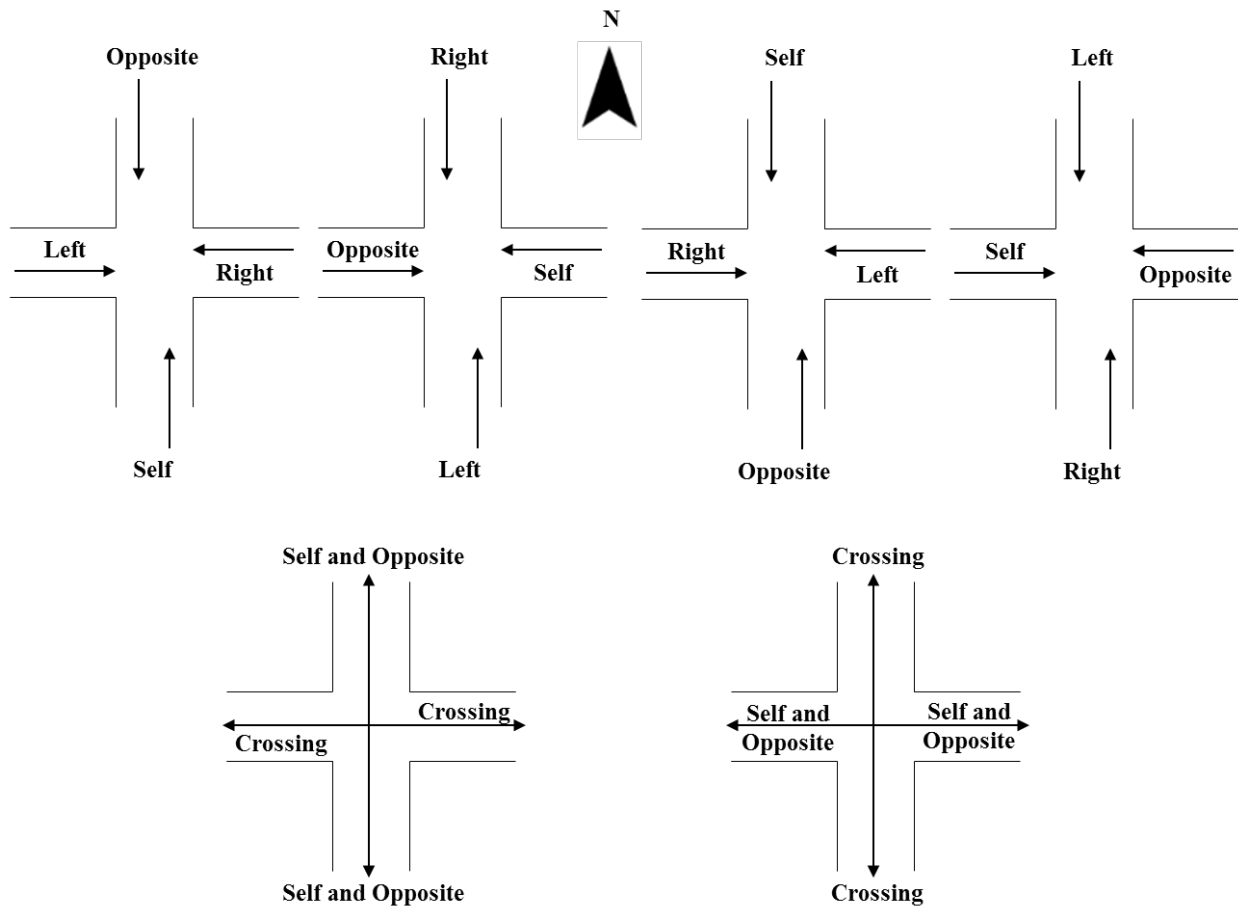 N
Opposite
Right
Self
Left
Left
Right
Opposite
Self
Right
Left
Self
Opposite
Self
Left
Opposite
Right
Self and Opposite
Crossing
Crossing
Self and Opposite
Crossing
Self and
Opposite
Self and
Opposite
Crossing
Crossing